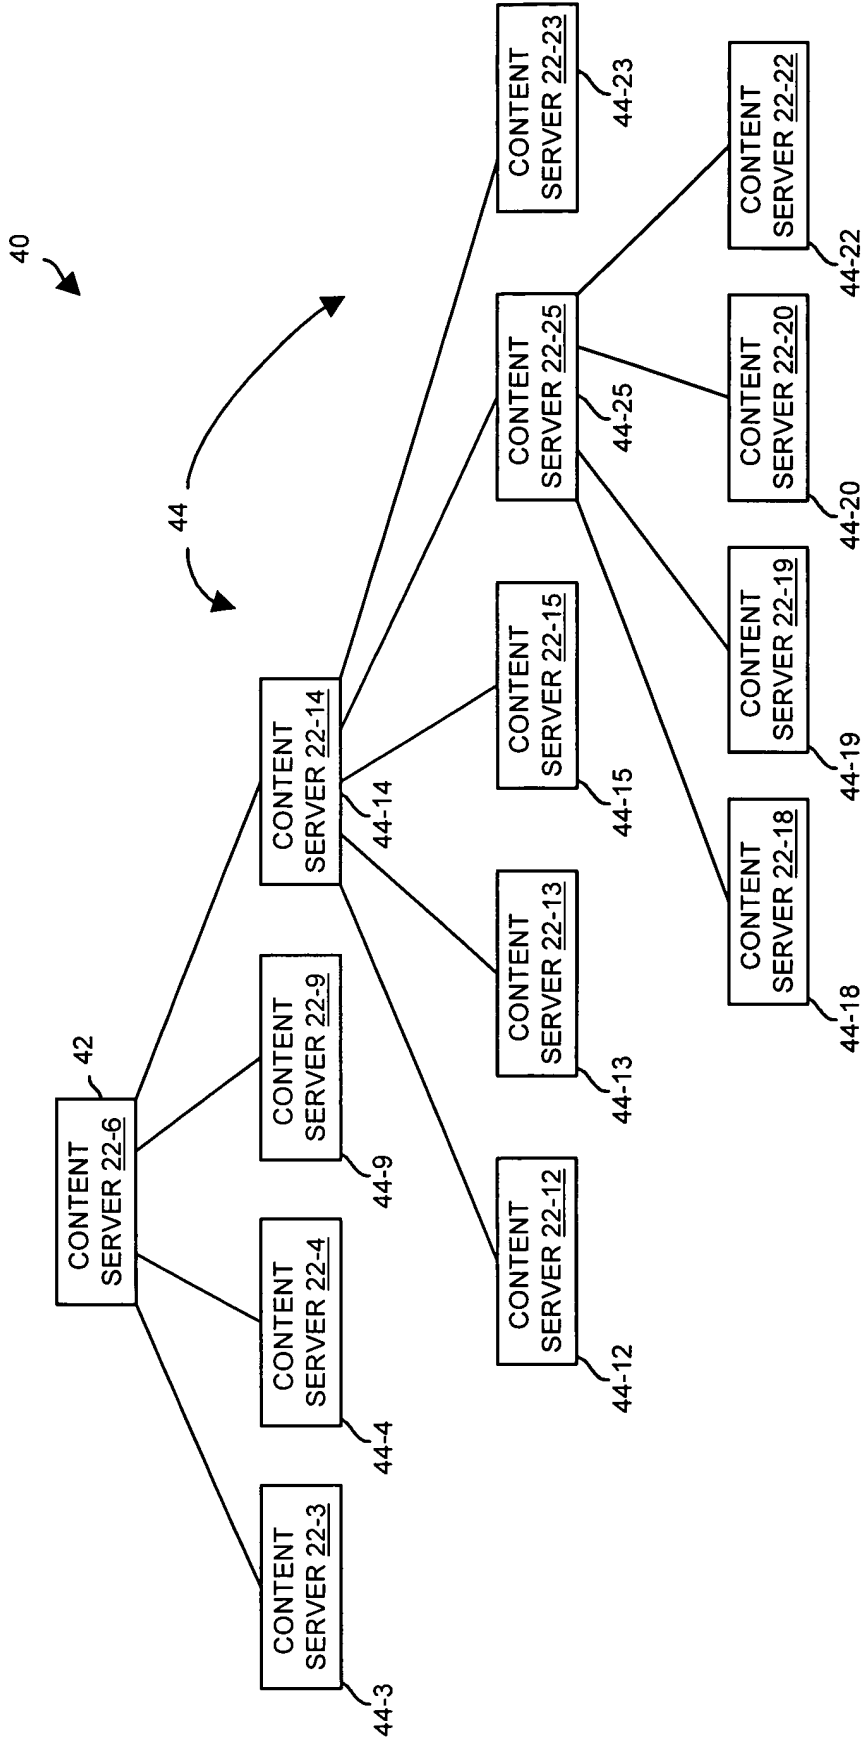 40
44
CONTENT
SERVER 22-6
42
CONTENT
SERVER 22-3
44-3
CONTENT
SERVER 22-4
44-4
CONTENT
SERVER 22-9
44-9
CONTENT
SERVER 22-14
44-14
CONTENT
SERVER 22-12
44-12
CONTENT
SERVER 22-13
44-13
CONTENT
SERVER 22-15
44-15
CONTENT
SERVER 22-25
44-25
CONTENT
SERVER 22-23
44-23
CONTENT
SERVER 22-18
44-18
CONTENT
SERVER 22-19
44-19
CONTENT
SERVER 22-20
44-20
CONTENT
SERVER 22-22
44-22